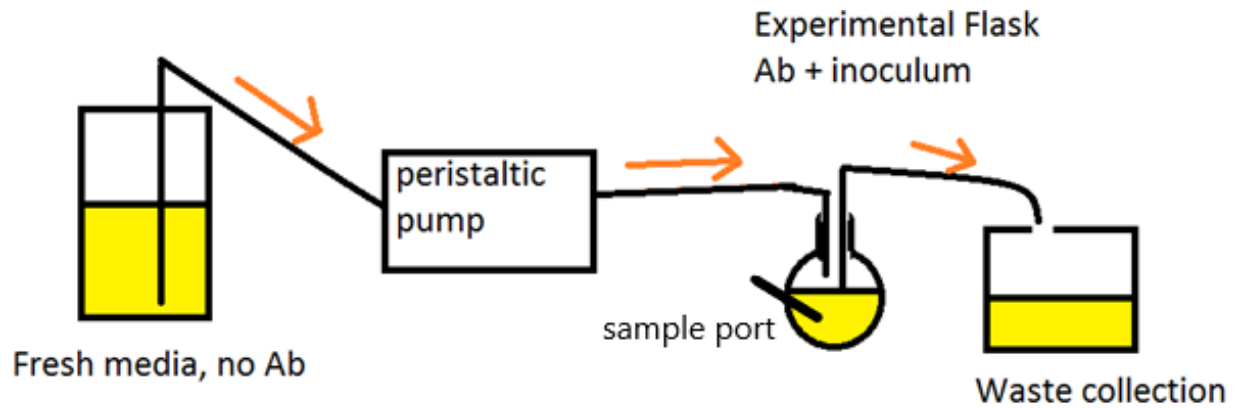 Experimental Flask
Ab + inoculum
peristaltic
pump
sample port
Fresh media, no Ab
Waste collection